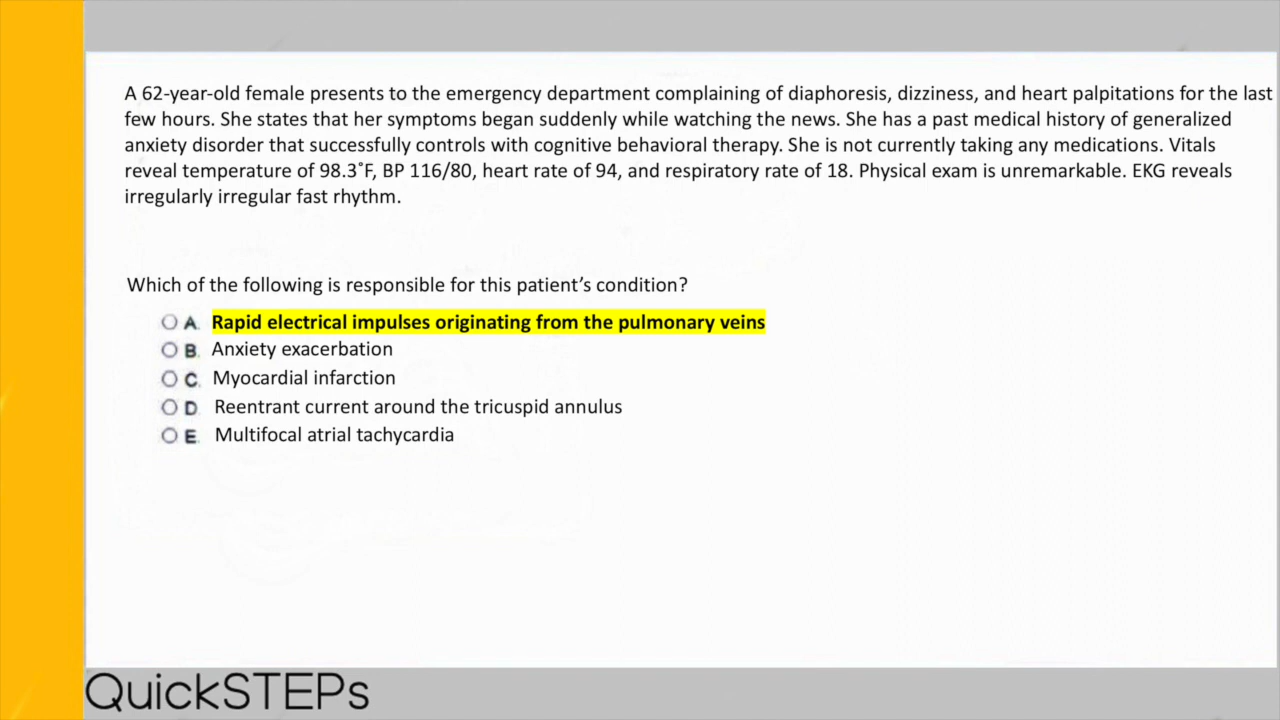 A 62-year-old female presents to the emergency department complaining of diaphoresis, dizziness, and heart palpitations for the last
few hours. She states that her symptoms began suddenly while watching the news. She has a past medical history of generalized
anxiety disorder that successfully controls with cognitive behavioral therapy. She is not currently taking any medications. Vitals
reveal temperature of 98.3˚F, BP 116/80, heart rate of 94, and respiratory rate of 18. Physical exam is unremarkable. EKG reveals
irregularly irregular fast rhythm.
Which of the following is responsible for this patient’s condition?
A. Rapid electrical impulses originating from the pulmonary veins
B. Anxiety exacerbation
C. Myocardial infarction
D. Reentrant current around the tricuspid annulus
E. Multifocal atrial tachycardia
QuickSTEPs